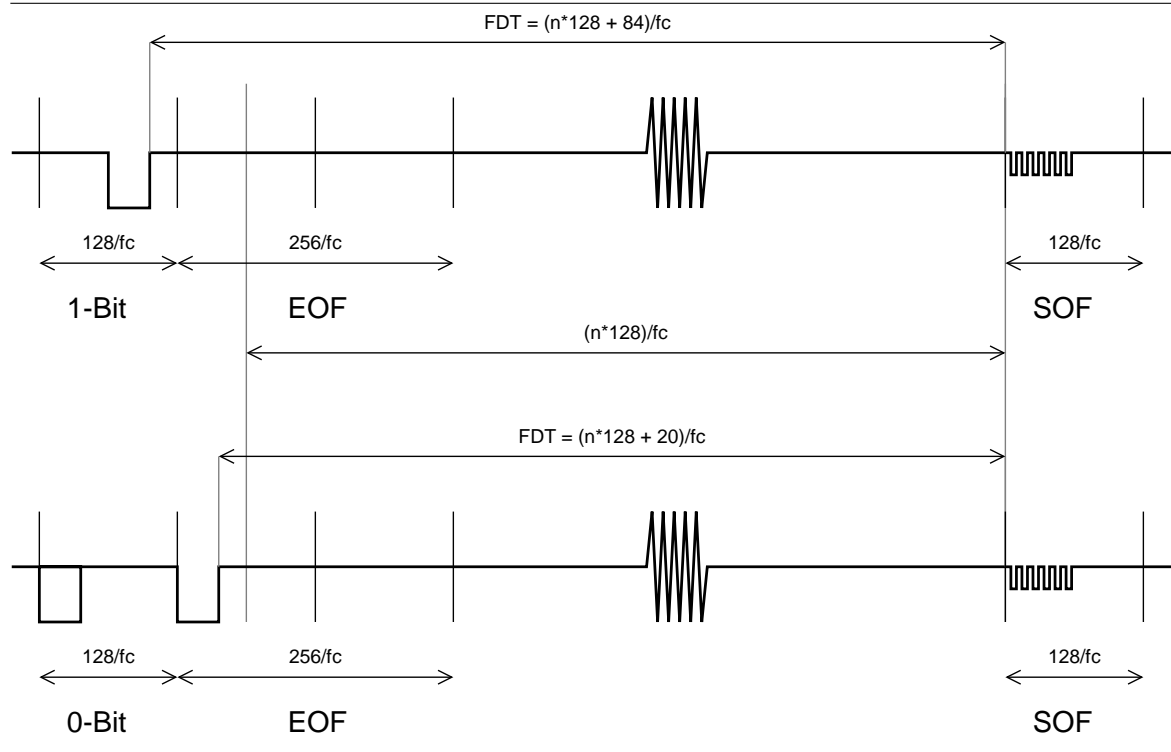 FDT = (n*128 + 84)/fc
128/fc 256/fc 128/fc
1-Bit EOF SOF
(n*128)/fc
FDT = (n*128 + 20)/fc
128/fc 256/fc 128/fc
0-Bit EOF SOF